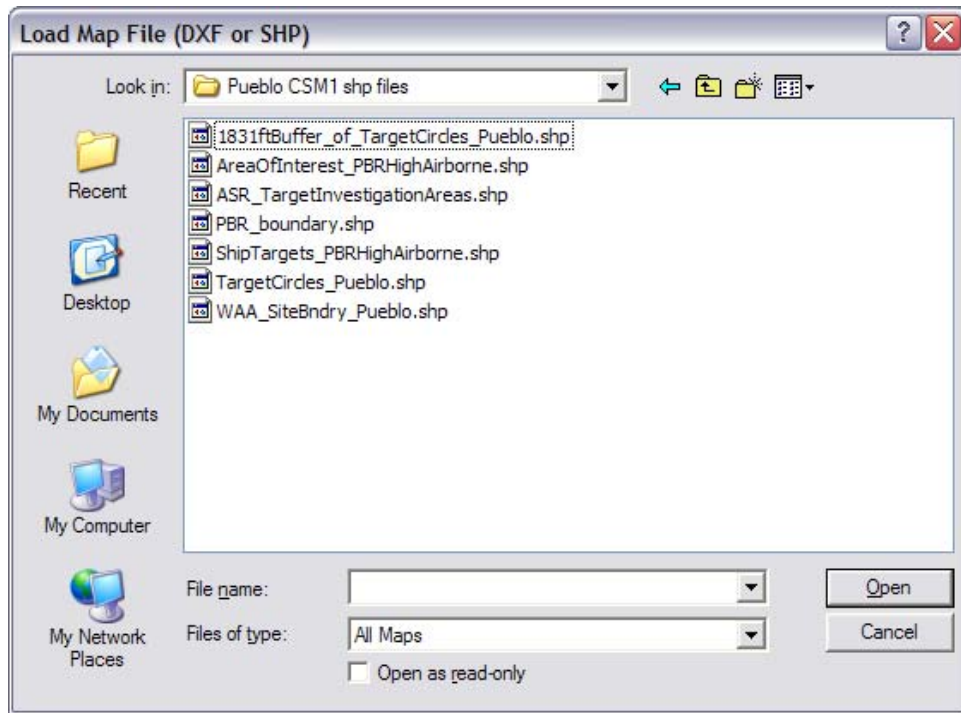 Load Map File (DXF or SHP)
?
Look in:
Pueblo CSM1 shp files
Recent
Desktop
My Documents
My Computer
My Network
Places
1831ftBuffer_of_TargetCircles_Pueblo.shp
AreaOfInterest_PBRHighAirborne.shp
ASR_TargetInvestigationAreas.shp
PBR_boundary.shp
ShipTargets_PBRHighAirborne.shp
TargetCircles_Pueblo.shp
WAA_SiteBndry_Pueblo.shp
File name:
Open
Files of type:
All Maps
Cancel
Open as read-only